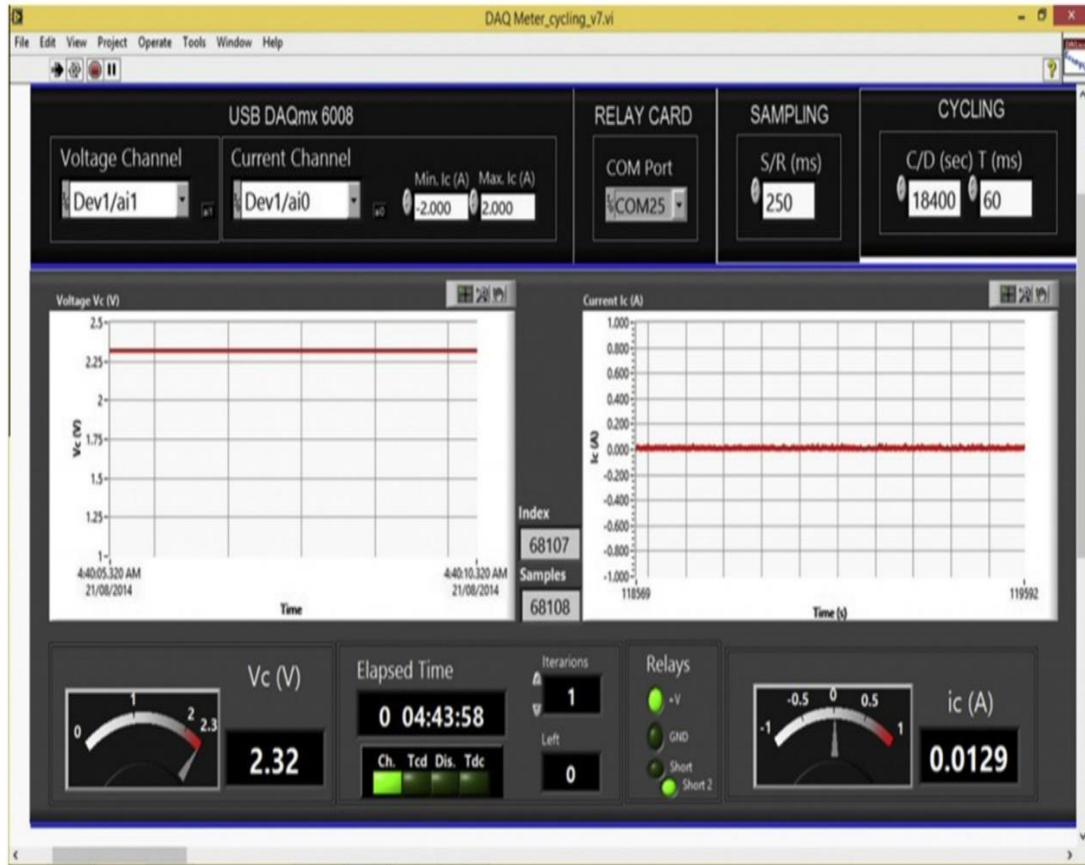 DAQ Meter_cycling_v7.vi
File Edit View Project Operate Tools Window Help
USB DAQmx 6008
RELAY CARD
SAMPLING
CYCLING
Voltage Channel
Current Channel
Min. Ic (A) Max. Ic (A)
COM Port
S/R (ms)
C/D (sec) T (ms)
Dev1/ai1
ai1
Dev1/ai0
ai0
-2.000
2.000
COM25
250
18400
60
Voltage Vc (V)
2.5
2.25
2
1.75
1.5
1.25
1
Vc (V)
4:40:05.320 AM
21/08/2014
4:40:10.320 AM
21/08/2014
Time
Index
68107
Samples
68108
Current Ic (A)
1.000
0.800
0.600
0.400
0.200
0.000
-0.200
-0.400
-0.600
-0.800
-1.000
Ic (A)
118569
119592
Time (s)
Vc (V)
0
1
2
2.3
2.32
Elapsed Time
0 04:43:58
Ch. Tcd Dis. Tdc
Iterarions
1
Left
0
Relays
+V
GND
Short
Short 2
-1
-0.5
0
0.5
1
ic (A)
0.0129